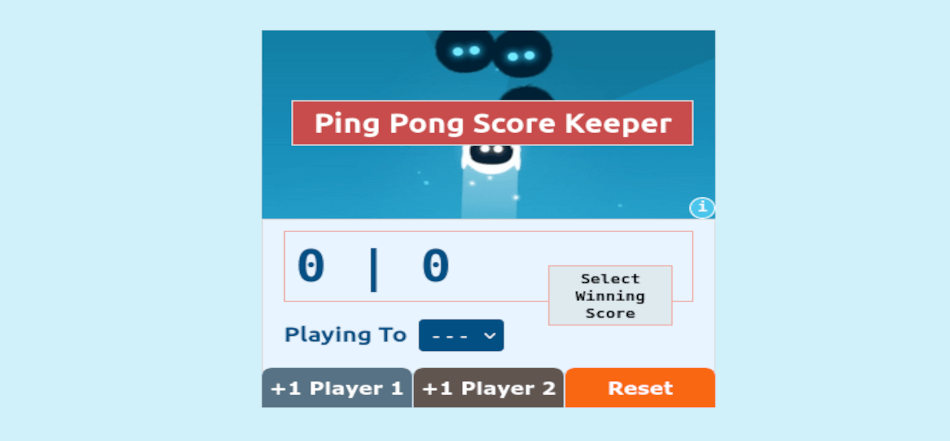 Ping Pong Score Keeper
i
0 | 0
Select
Winning
Score
Playing To ---
+1 Player 1 +1 Player 2 Reset